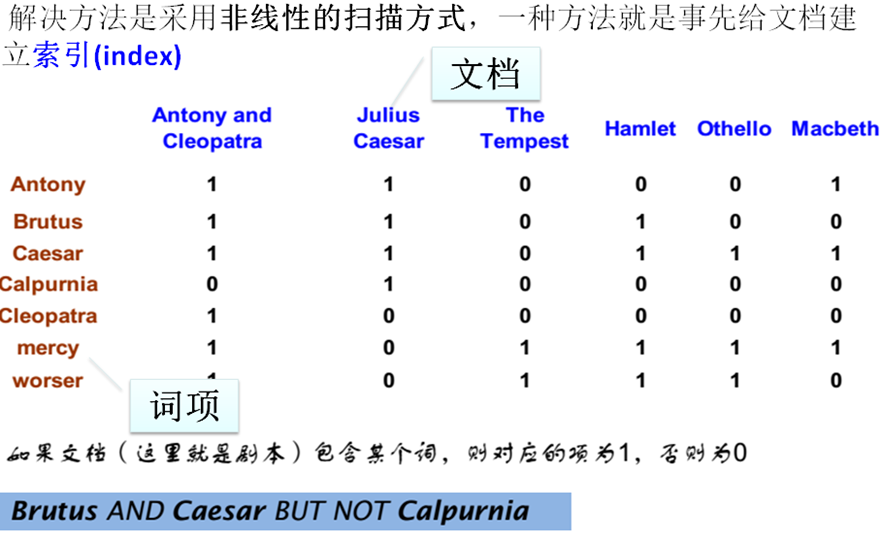 解决方法是采用非线性的扫描方式，一种方法就是事先给文档建
立索引(index)
文档
Antony and Cleopatra Julius Caesar The Tempest Hamlet Othello Macbeth
Antony 1 1 0 0 0 1
Brutus 1 1 0 1 0 0
Caesar 1 1 0 1 1 1
Calpurnia 0 1 0 0 0 0
Cleopatra 1 0 0 0 0 0
mercy 1 0 1 1 1 1
worser 1 0 1 1 1 0
词项
如果文档（这里就是剧本）包含某个词，则对应的项为1，否则为0
Brutus AND Caesar BUT NOT Calpurnia